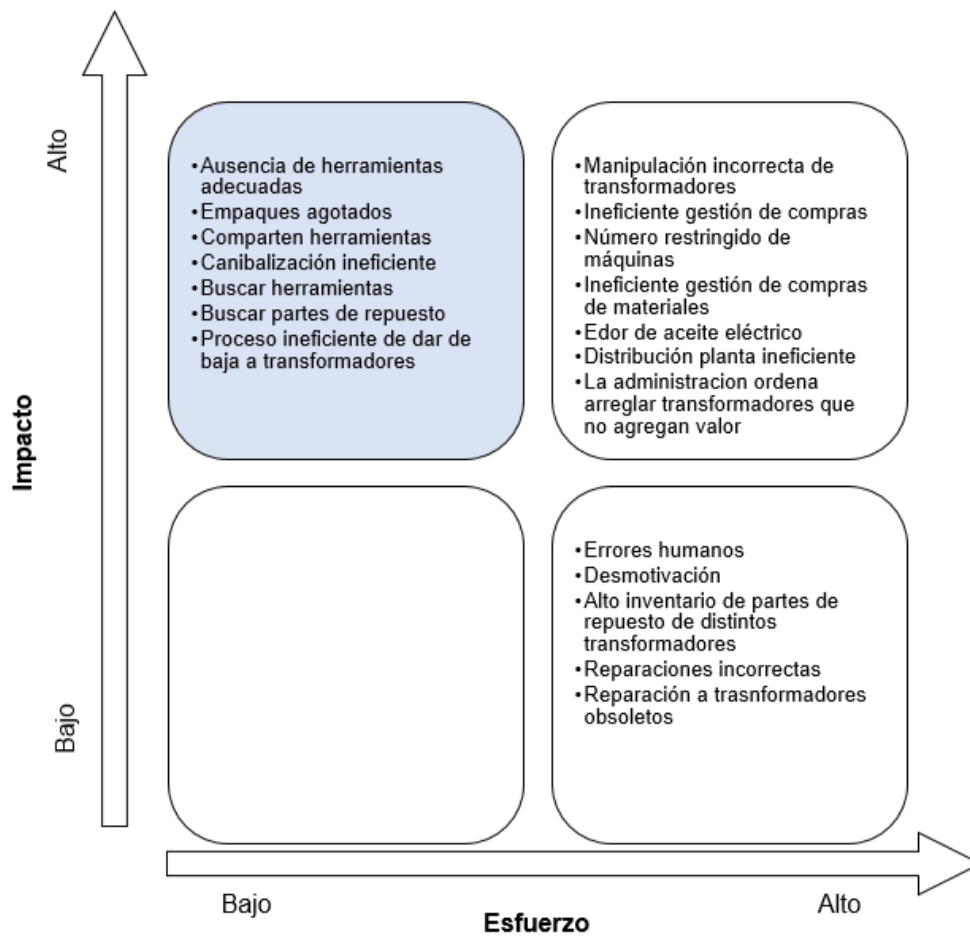 Alto
•Ausencia de herramientas
adecuadas
•Empaques agotados
•Comparten herramientas
•Canibalización ineficiente
•Buscar herramientas
•Buscar partes de repuesto
•Proceso ineficiente de dar de
baja a transformadores
•Manipulación incorrecta de
transformadores
•Ineficiente gestión de compras
•Número restringido de
máquinas
•Ineficiente gestión de compras
de materiales
•Edor de aceite eléctrico
•Distribución planta ineficiente
•La administracion ordena
arreglar transformadores que
no agregan valor
Impacto
•Errores humanos
•Desmotivación
•Alto inventario de partes de
repuesto de distintos
transformadores
•Reparaciones incorrectas
•Reparación a trasnformadores
obsoletos
Bajo
Bajo
Esfuerzo
Alto